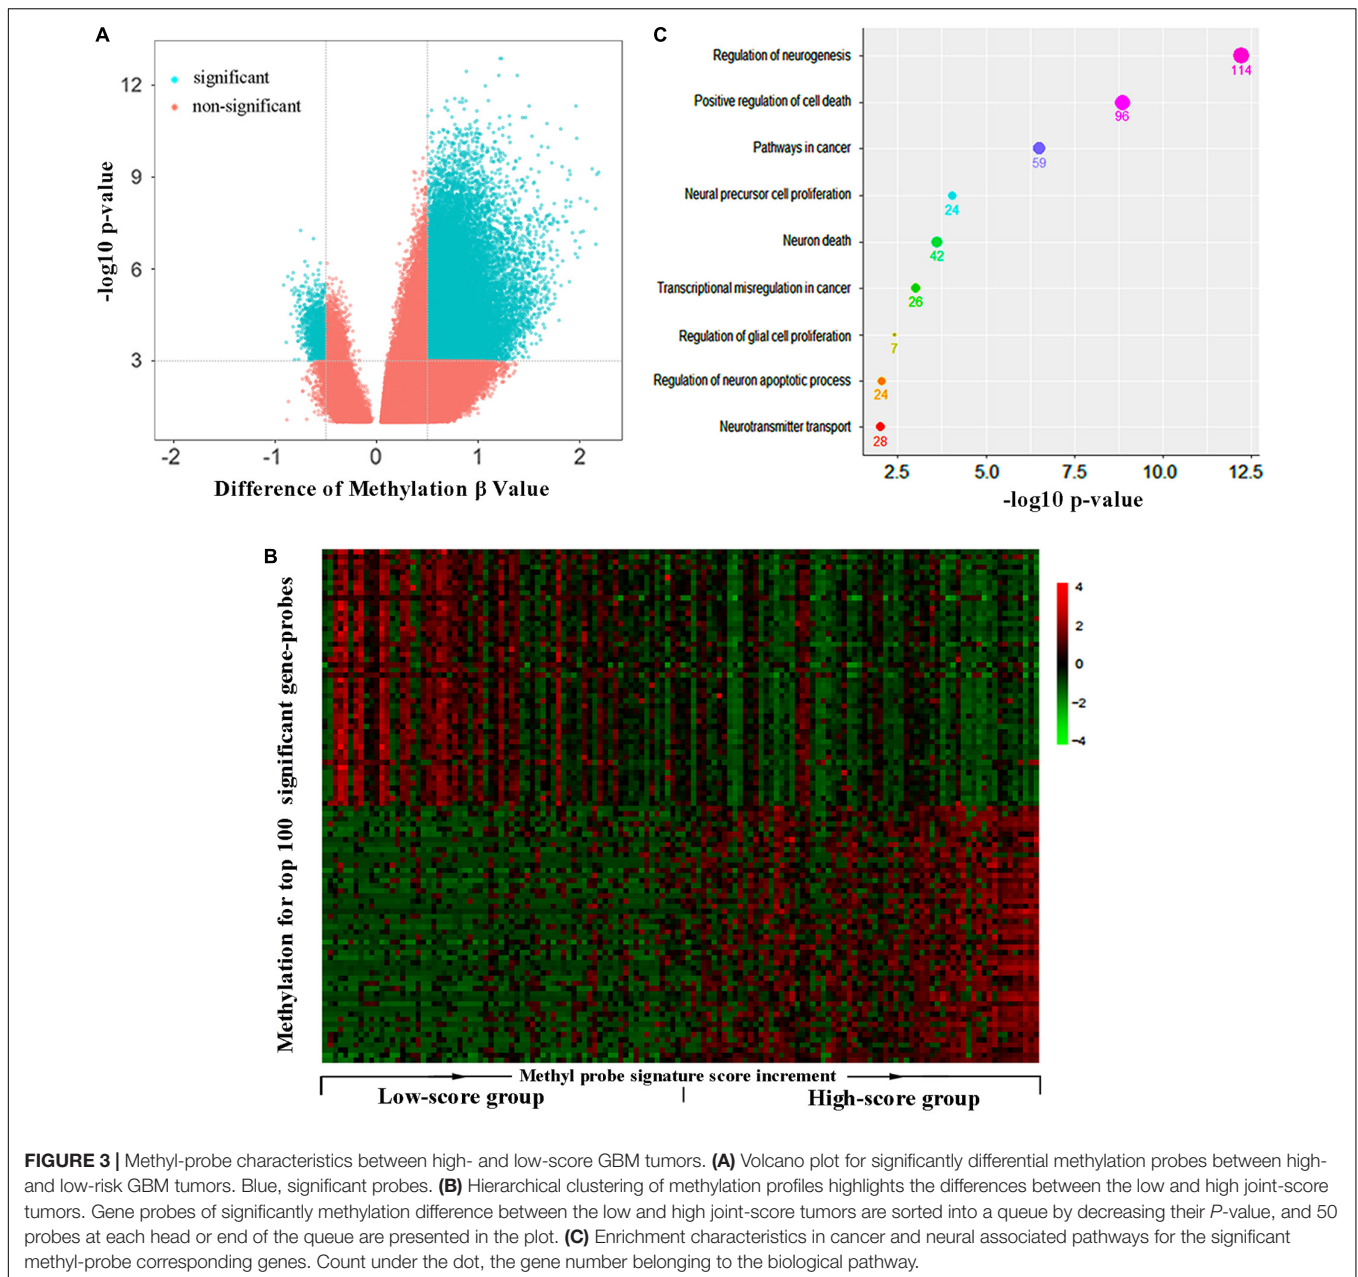 A
significant
non-significant
12
9
6
3
-log10 p-value
-2
-1
0
1
2
Difference of Methylation β Value
C
Regulation of neurogenesis
114
Positive regulation of cell death
96
Pathways in cancer
59
Neural precursor cell proliferation
24
Neuron death
42
Transcriptional misregulation in cancer
26
Regulation of glial cell proliferation
7
Regulation of neuron apoptotic process
24
Neurotransmitter transport
28
2.5
5.0
7.5
10.0
12.5
-log10 p-value
B
Methylation for top 100 significant gene-probes
4
2
0
−2
−4
Methyl probe signature score increment
Low-score group
High-score group
FIGURE 3 | Methyl-probe characteristics between high- and low-score GBM tumors. (A) Volcano plot for significantly differential methylation probes between high-
and low-risk GBM tumors. Blue, significant probes. (B) Hierarchical clustering of methylation profiles highlights the differences between the low and high joint-score
tumors. Gene probes of significantly methylation difference between the low and high joint-score tumors are sorted into a queue by decreasing their P-value, and 50
probes at each head or end of the queue are presented in the plot. (C) Enrichment characteristics in cancer and neural associated pathways for the significant
methyl-probe corresponding genes. Count under the dot, the gene number belonging to the biological pathway.